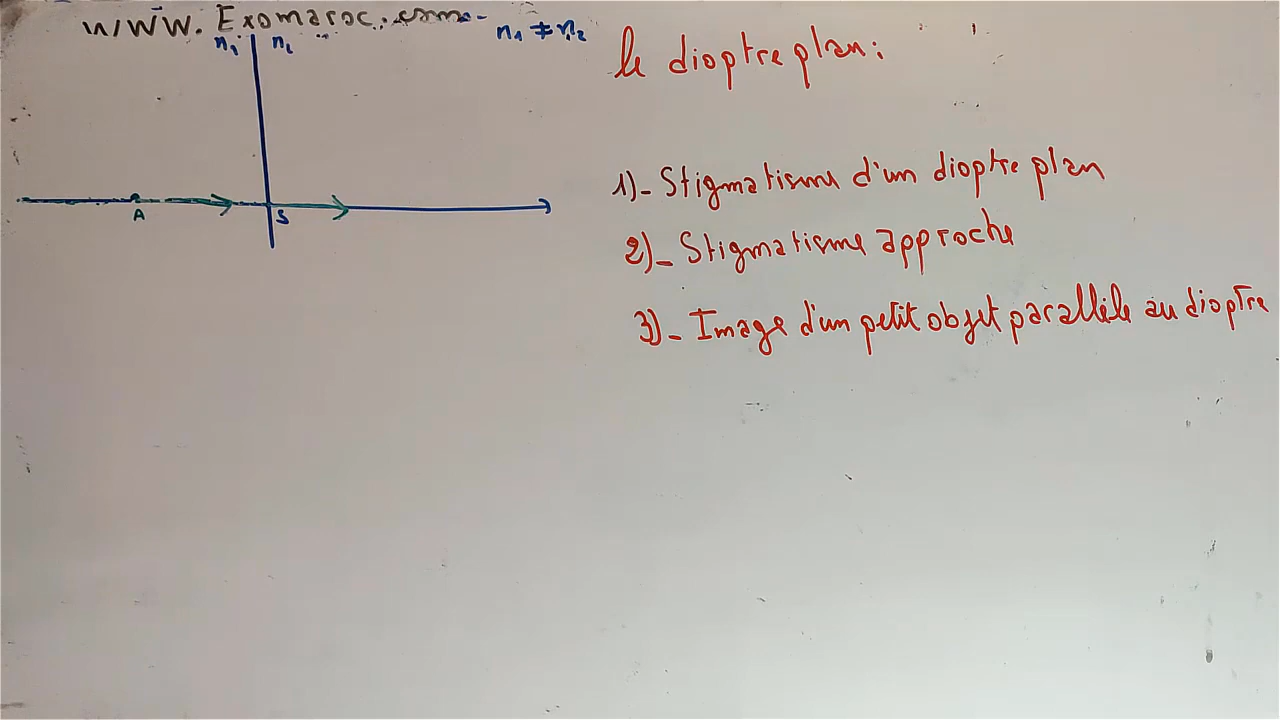 www. Exomaroc.com
n₁ n₂
n₁ ≠ n₂
A
S
le dioptre plan:
1)- Stigmatisme d'un dioptre plan
2)- Stigmatisme approche
3)- Image d'un petit objet parallèle au dioptre